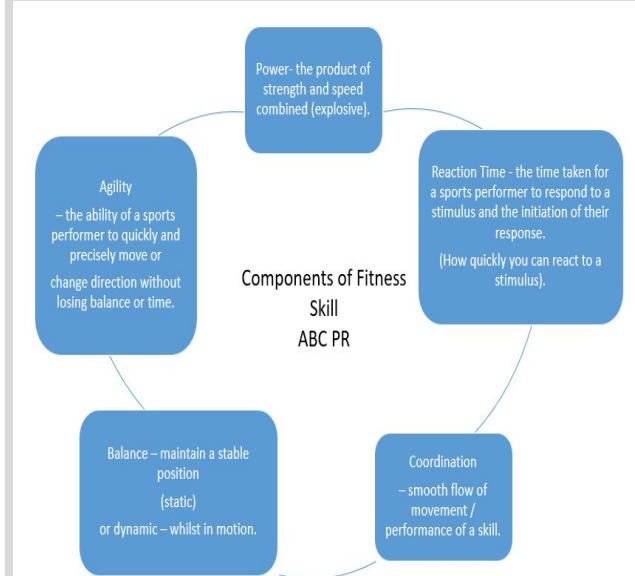 Power- the product of
strength and speed
combined (explosive).
Reaction Time - the time taken for
a sports performer to respond to a
stimulus and the initiation of their
response.
(How quickly you can react to a
stimulus).
Agility
– the ability of a sports
performer to quickly and
precisely move or
change direction without
losing balance or time.
Components of Fitness
Skill
ABC PR
Balance – maintain a stable
position
(static)
or dynamic – whilst in motion.
Coordination
– smooth flow of
movement /
performance of a skill.